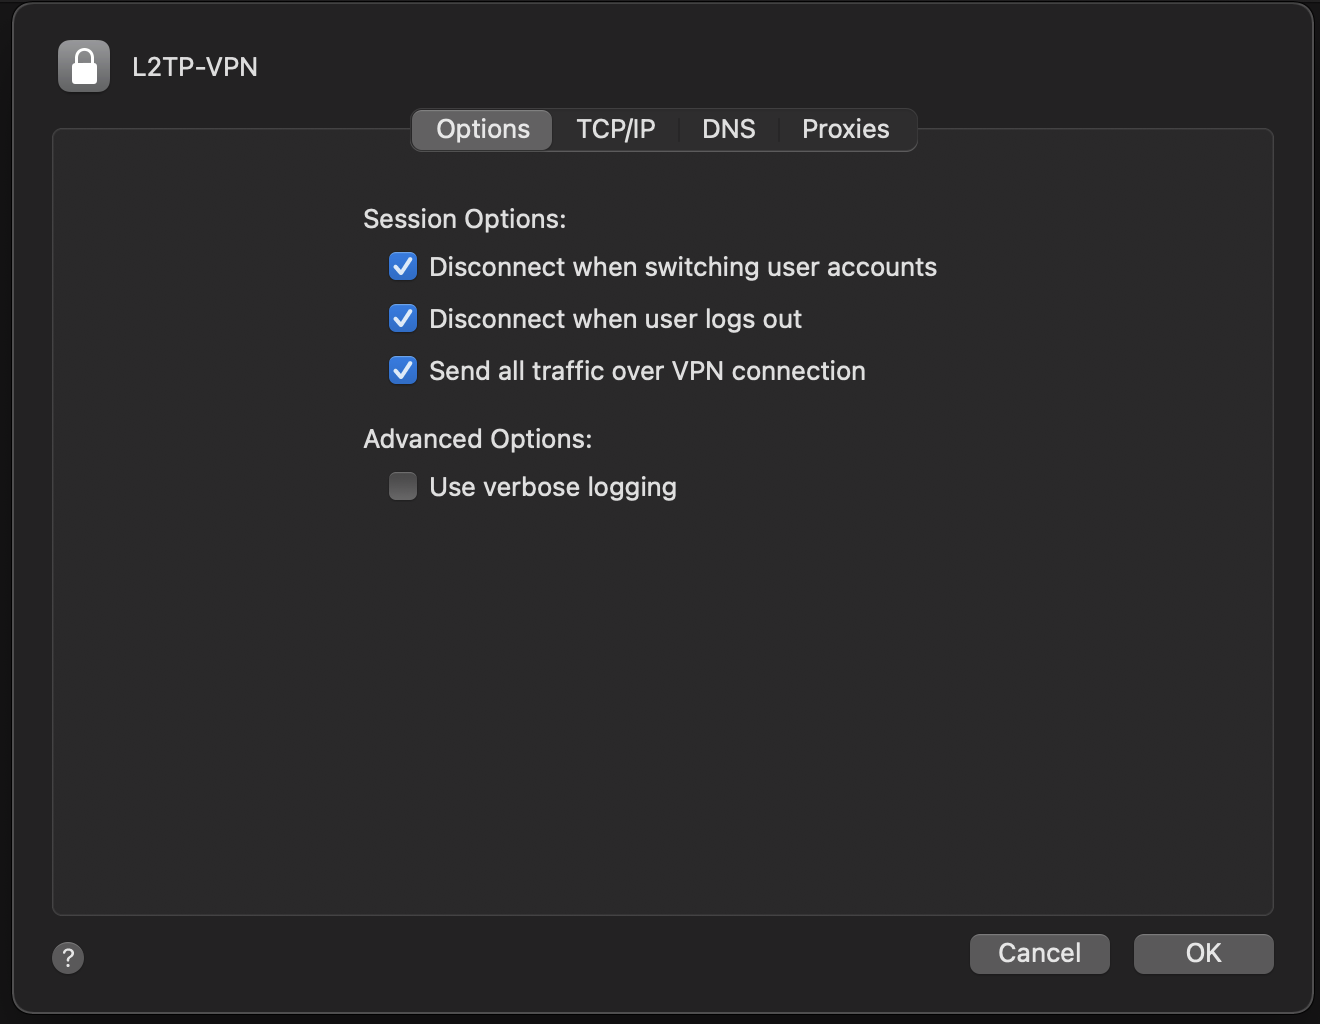 L2TP-VPN
Options TCP/IP DNS Proxies
Session Options:
Disconnect when switching user accounts
Disconnect when user logs out
Send all traffic over VPN connection
Advanced Options:
Use verbose logging
? Cancel OK